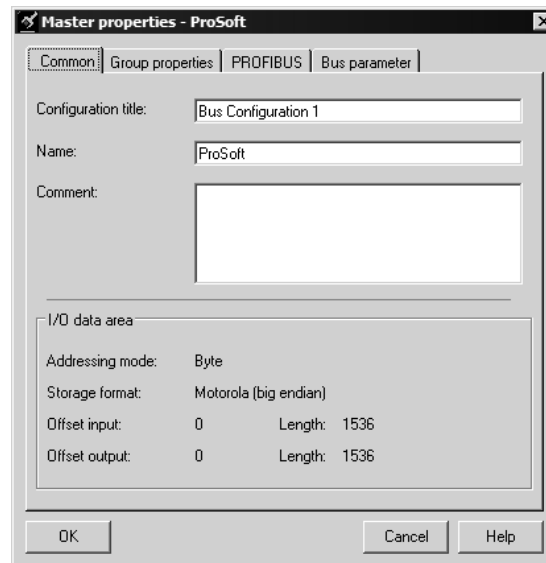 Master properties - ProSoft
Common Group properties PROFIBUS Bus parameter
Configuration title: Bus Configuration 1
Name: ProSoft
Comment:
I/O data area
Addressing mode: Byte
Storage format: Motorola (big endian)
Offset input: 0 Length: 1536
Offset output: 0 Length: 1536
OK Cancel Help